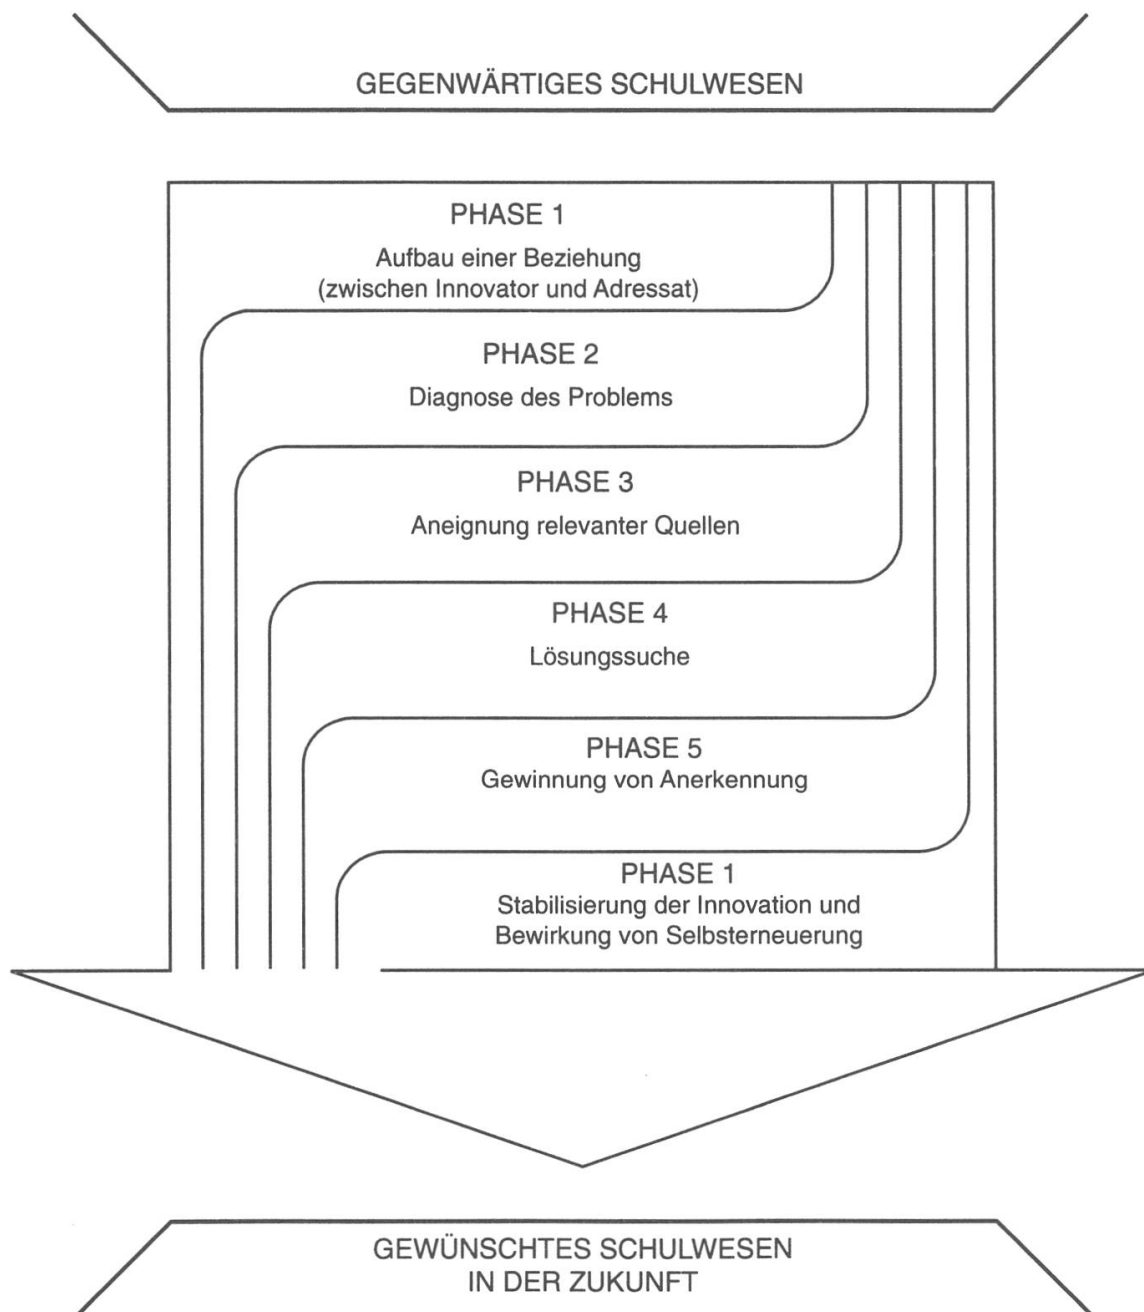 GEGENWÄRTIGES SCHULWESEN
PHASE 1
Aufbau einer Beziehung
(zwischen Innovator und Adressat)
PHASE 2
Diagnose des Problems
PHASE 3
Aneignung relevanter Quellen
PHASE 4
Lösungssuche
PHASE 5
Gewinnung von Anerkennung
PHASE 1
Stabilisierung der Innovation und
Bewirkung von Selbsterneuerung
GEWÜNSCHTES SCHULWESEN
IN DER ZUKUNFT